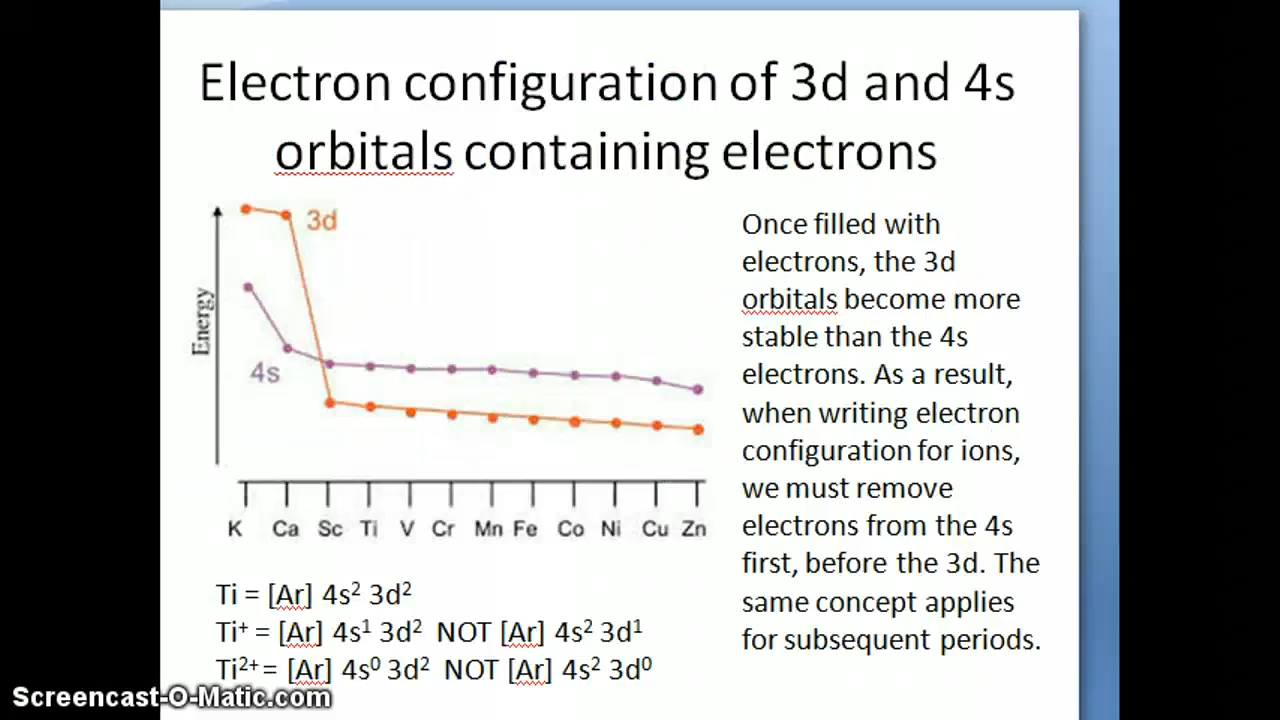 Electron configuration of 3d and 4s
orbitals containing electrons
3d
Energy
4s
K Ca Sc Ti V Cr Mn Fe Co Ni Cu Zn
Ti = [Ar] 4s² 3d²
Ti⁺ = [Ar] 4s¹ 3d² NOT [Ar] 4s² 3d¹
Ti²⁺ = [Ar] 4s⁰ 3d² NOT [Ar] 4s² 3d⁰
Once filled with
electrons, the 3d
orbitals become more
stable than the 4s
electrons. As a result,
when writing electron
configuration for ions,
we must remove
electrons from the 4s
first, before the 3d. The
same concept applies
for subsequent periods.
Screencast-O-Matic.com